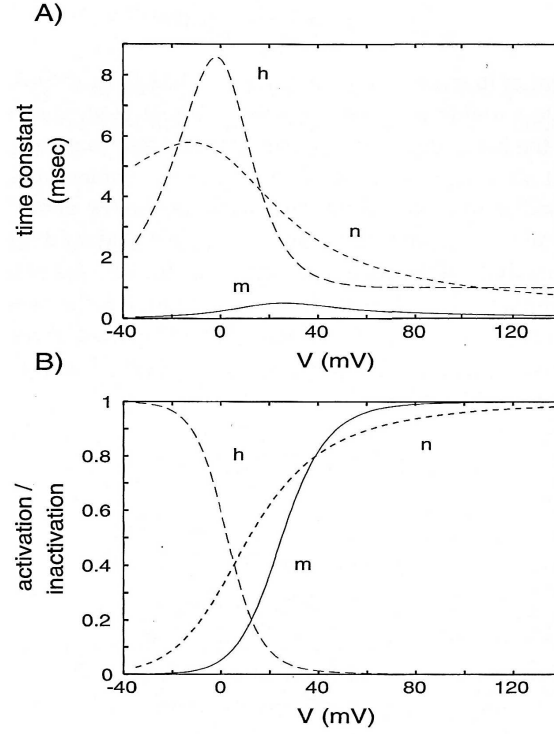 A)
8
6
4
2
0
time constant
(msec)
h
n
m
-40 0 40 80 120
V (mV)
B)
1
0.8
0.6
0.4
0.2
0
activation /
inactivation
h
n
m
-40 0 40 80 120
V (mV)